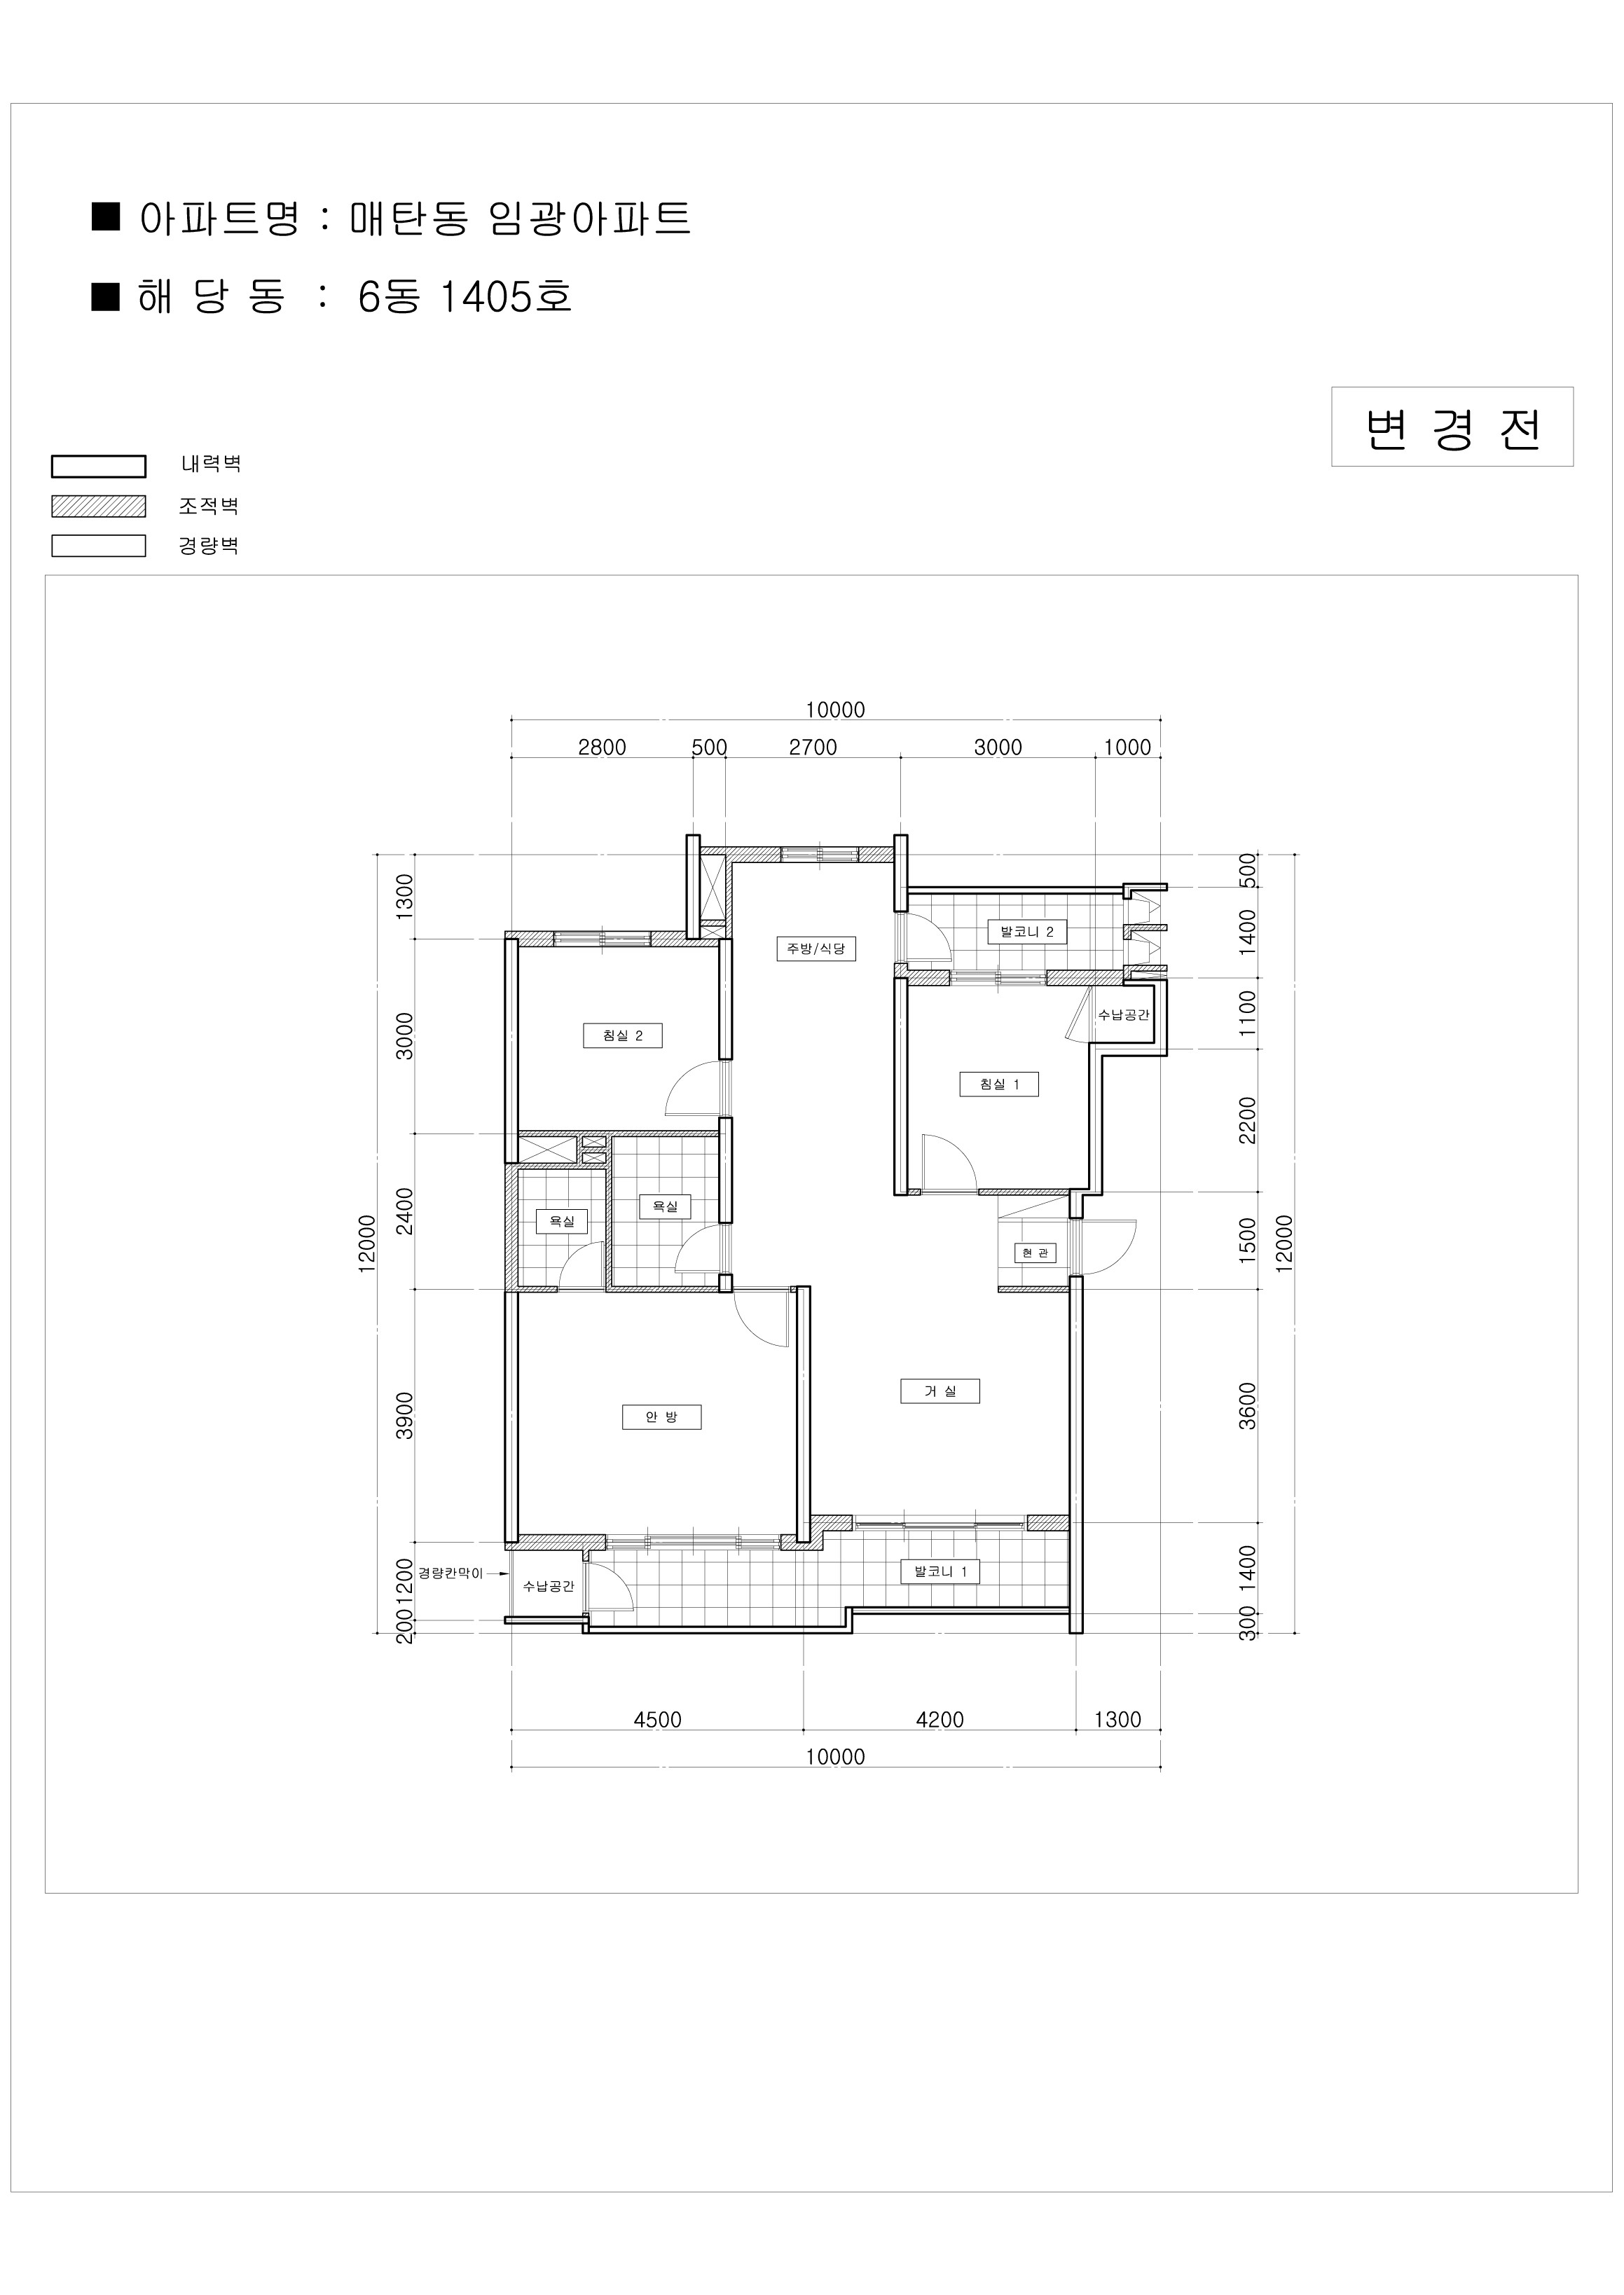 ■ 아파트명 : 매탄동 임광아파트
■ 해 당 동 : 6동 1405호
변 경 전
내력벽
조적벽
경량벽
10000
2800 500 2700 3000 1000
1300
3000
2400
3900
1200
200
12000
500
1400
1100
2200
1500
3600
1400
300
12000
주방/식당
발코니 2
침실 2
수납공간
침실 1
욕실
욕실
현 관
거 실
안 방
발코니 1
경량칸막이
수납공간
4500 4200 1300
10000